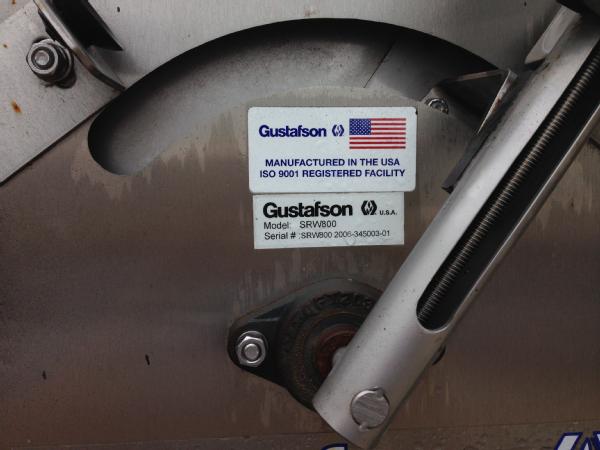 Gustafson
MANUFACTURED IN THE USA
ISO 9001 REGISTERED FACILITY
Gustafson U.S.A.
Model: SRW800
Serial # :SRW800 2006-345003-01